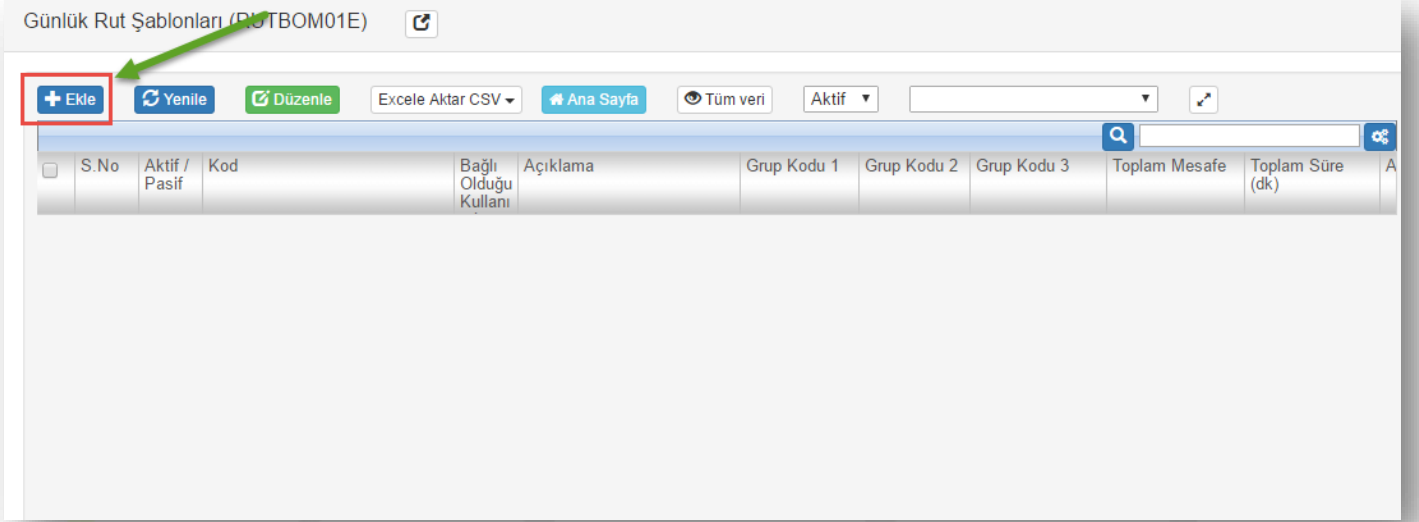 Günlük Rut Şablonları (RUTBOM01E)
Ekle Yenile Düzenle Excele Aktar CSV Ana Sayfa Tüm veri Aktif
S.No Aktif / Kod Bağlı Açıklama Grup Kodu 1 Grup Kodu 2 Grup Kodu 3 Toplam Mesafe Toplam Süre A
Pasif Olduğu (dk)
Kullanı